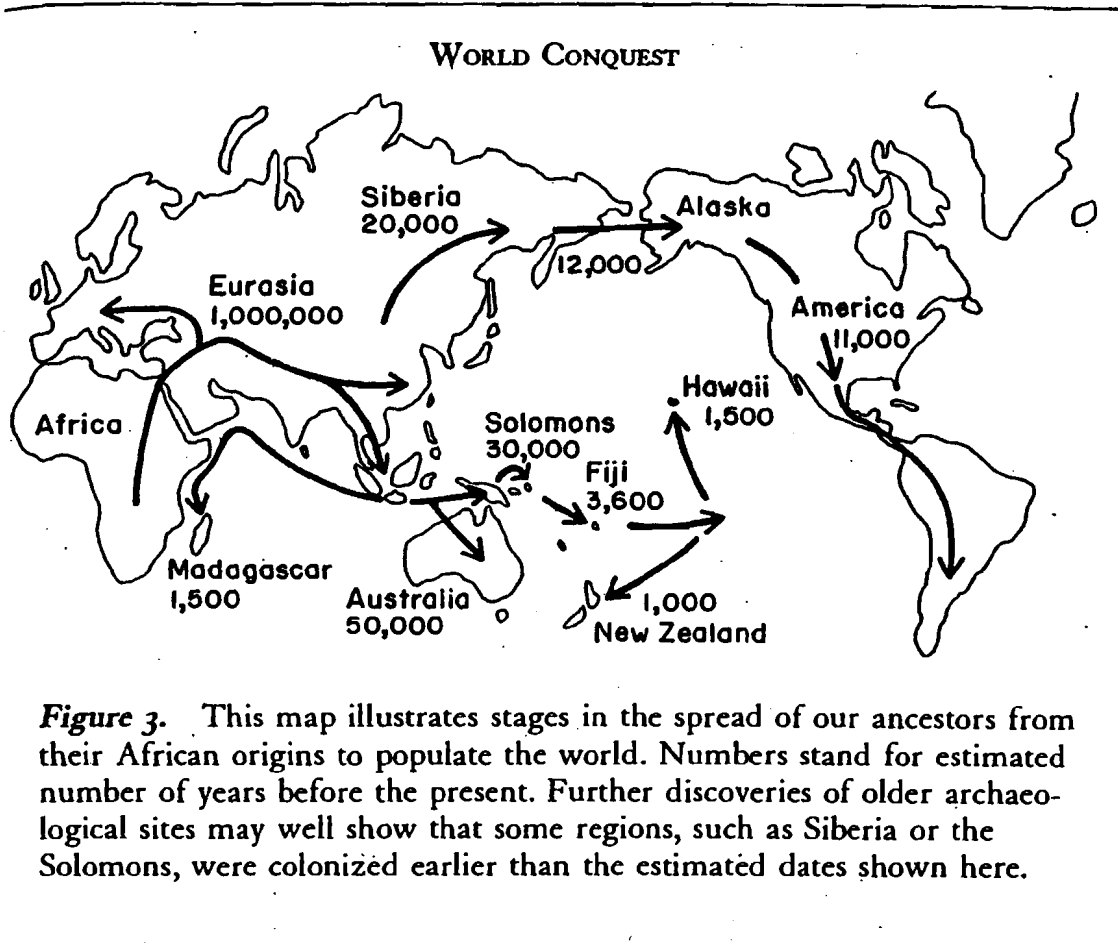 WORLD CONQUEST
Siberia
20,000
Alaska
12,000
Eurasia
1,000,000
America
11,000
Africa
Hawaii
1,500
Solomons
30,000
Fiji
3,600
Madagascar
1,500
Australia
50,000
1,000
New Zealand
Figure 3. This map illustrates stages in the spread of our ancestors from
their African origins to populate the world. Numbers stand for estimated
number of years before the present. Further discoveries of older archaeo-
logical sites may well show that some regions, such as Siberia or the
Solomons, were colonized earlier than the estimated dates shown here.